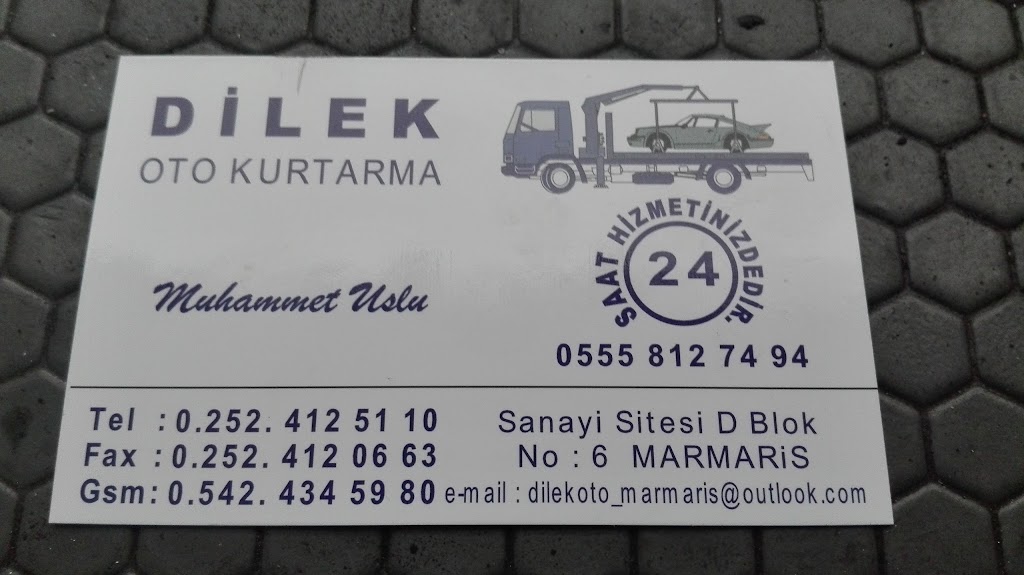 DİLEK
OTO KURTARMA
SAAT HİZMETİNİZDEDİR.
24
Muhammet Uslu
0555 812 74 94
Tel : 0.252. 412 51 10
Fax : 0.252. 412 06 63
Gsm: 0.542. 434 59 80
Sanayi Sitesi D Blok
No : 6 MARMARiS
e-mail : dilekoto_marmaris@outlook.com